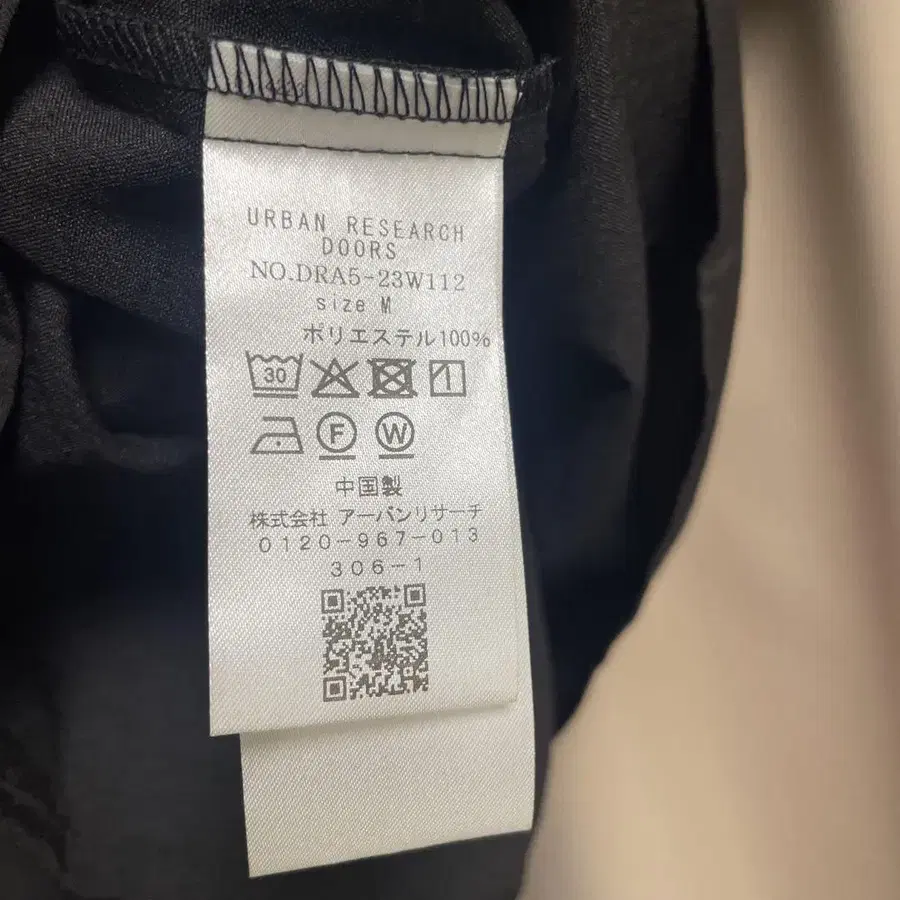 URBAN RESEARCH
DOORS
NO.DRA5-23W112
size M
ポリエステル100%
30
F W
中国製
株式会社 アーバンリサーチ
0120-967-013
306-1